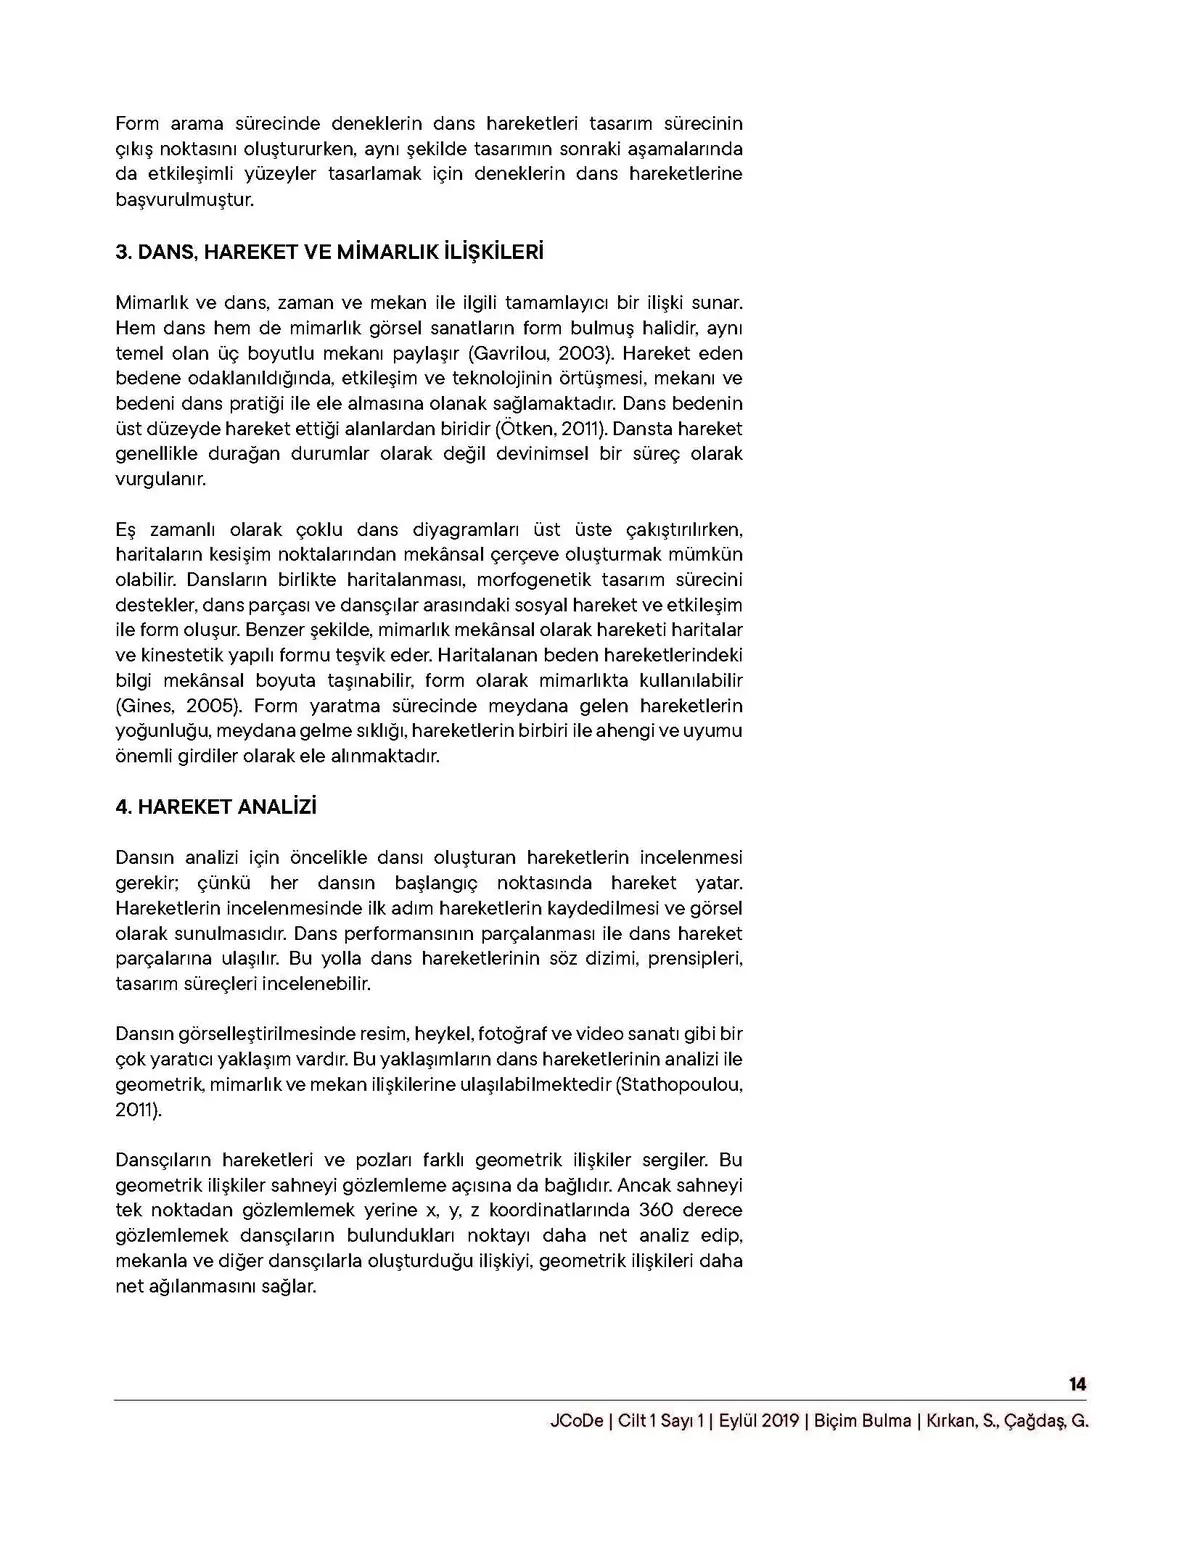 Form arama sürecinde deneklerin dans hareketleri tasarım sürecinin
çıkış noktasını oluştururken, aynı şekilde tasarımın sonraki aşamalarında
da etkileşimli yüzeyler tasarlamak için deneklerin dans hareketlerine
başvurulmuştur.
3. DANS, HAREKET VE MİMARLIK İLİŞKİLERİ
Mimarlık ve dans, zaman ve mekan ile ilgili tamamlayıcı bir ilişki sunar.
Hem dans hem de mimarlık görsel sanatların form bulmuş halidir, aynı
temel olan üç boyutlu mekanı paylaşır (Gavrilou, 2003). Hareket eden
bedene odaklanıldığında, etkileşim ve teknolojinin örtüşmesi, mekanı ve
bedeni dans pratiği ile ele almasına olanak sağlamaktadır. Dans bedenin
üst düzeyde hareket ettiği alanlardan biridir (Ötken, 2011). Dansta hareket
genellikle durağan durumlar olarak değil devinimsel bir süreç olarak
vurgulanır.
Eş zamanlı olarak çoklu dans diyagramları üst üste çakıştırılırken,
haritaların kesişim noktalarından mekânsal çerçeve oluşturmak mümkün
olabilir. Dansların birlikte haritalanması, morfogenetik tasarım sürecini
destekler, dans parçası ve dansçılar arasındaki sosyal hareket ve etkileşim
ile form oluşur. Benzer şekilde, mimarlık mekânsal olarak hareketi haritalar
ve kinestetik yapılı formu teşvik eder. Haritalanan beden hareketlerindeki
bilgi mekânsal boyuta taşınabilir, form olarak mimarlıkta kullanılabilir
(Gines, 2005). Form yaratma sürecinde meydana gelen hareketlerin
yoğunluğu, meydana gelme sıklığı, hareketlerin birbiri ile ahengi ve uyumu
önemli girdiler olarak ele alınmaktadır.
4. HAREKET ANALİZİ
Dansın analizi için öncelikle dansı oluşturan hareketlerin incelenmesi
gerekir; çünkü her dansın başlangıç noktasında hareket yatar.
Hareketlerin incelenmesinde ilk adım hareketlerin kaydedilmesi ve görsel
olarak sunulmasıdır. Dans performansının parçalanması ile dans hareket
parçalarına ulaşılır. Bu yolla dans hareketlerinin söz dizimi, prensipleri,
tasarım süreçleri incelenebilir.
Dansın görselleştirilmesinde resim, heykel, fotoğraf ve video sanatı gibi bir
çok yaratıcı yaklaşım vardır. Bu yaklaşımların dans hareketlerinin analizi ile
geometrik, mimarlık ve mekan ilişkilerine ulaşılabilmektedir (Stathopoulou,
2011).
Dansçıların hareketleri ve pozları farklı geometrik ilişkiler sergiler. Bu
geometrik ilişkiler sahneyi gözlemleme açısına da bağlıdır. Ancak sahneyi
tek noktadan gözlemlemek yerine x, y, z koordinatlarında 360 derece
gözlemlemek dansçıların bulundukları noktayı daha net analiz edip,
mekanla ve diğer dansçılarla oluşturduğu ilişkiyi, geometrik ilişkileri daha
net ağılanmasını sağlar.
14
JCoDe | Cilt 1 Sayı 1 | Eylül 2019 | Biçim Bulma | Kırkan, S., Çağdaş, G.